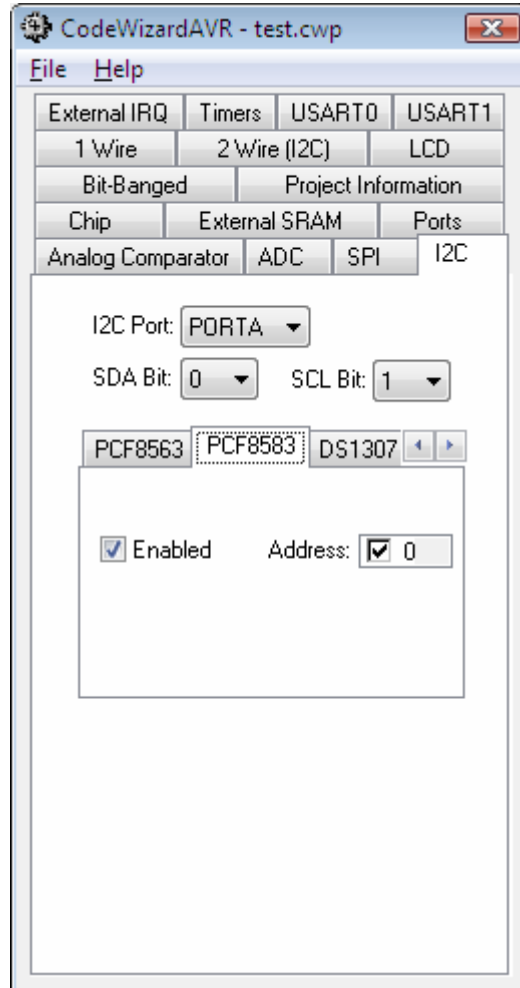 CodeWizardAVR - test.cwp
File Help
External IRQ Timers USART0 USART1
1 Wire 2 Wire (I2C) LCD
Bit-Banged Project Information
Chip External SRAM Ports
Analog Comparator ADC SPI I2C
I2C Port: PORTA
SDA Bit: 0 SCL Bit: 1
PCF8563 PCF8583 DS1307
Enabled Address: 0